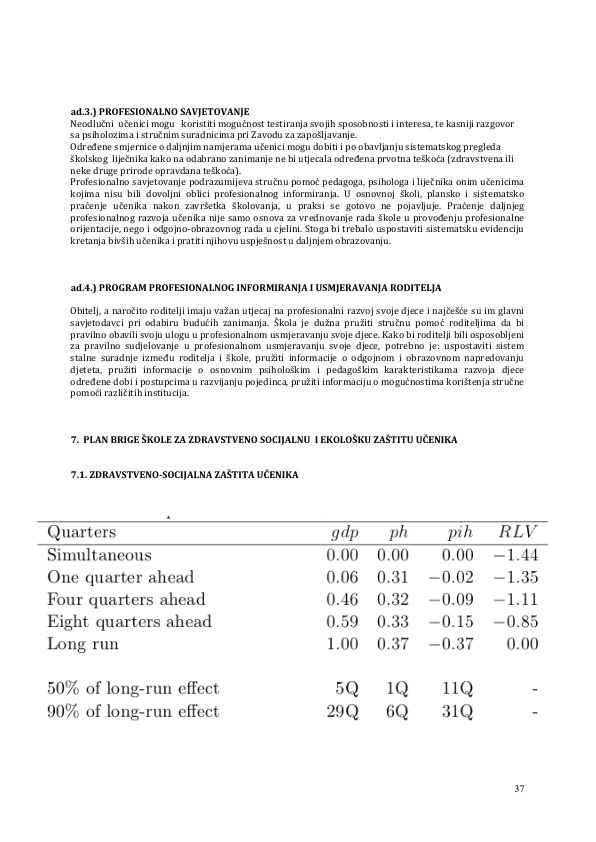 ad.3.) PROFESIONALNO SAVJETOVANJE
Neodlučni učenici mogu koristiti mogućnost testiranja svojih sposobnosti i interesa, te kasniji razgovor
sa psiholozima i stručnim suradnicima pri Zavodu za zapošljavanje.
Određene smjernice o daljnjim namjerama učenici mogu dobiti i po obavljanju sistematskog pregleda
školskog liječnika kako na odabrano zanimanje ne bi utjecala određena prvotna teškoća (zdravstvena ili
neke druge prirode opravdana teškoća).
Profesionalno savjetovanje podrazumijeva stručnu pomoć pedagoga, psihologa i liječnika onim učenicima
kojima nisu bili dovoljni oblici profesionalnog informiranja. U osnovnoj školi, plansko i sistematsko
praćenje učenika nakon završetka školovanja, u praksi se gotovo ne pojavljuje. Praćenje daljnjeg
profesionalnog razvoja učenika nije samo osnova za vrednovanje rada škole u provođenju profesionalne
orijentacije, nego i odgojno-obrazovnog rada u cjelini. Stoga bi trebalo uspostaviti sistematsku evidenciju
kretanja bivših učenika i pratiti njihovu uspješnost u daljnjem obrazovanju.
ad.4.) PROGRAM PROFESIONALNOG INFORMIRANJA I USMJERAVANJA RODITELJA
Obitelj, a naročito roditelji imaju važan utjecaj na profesionalni razvoj svoje djece i najčešće su im glavni
savjetodavci pri odabiru budućih zanimanja. Škola je dužna pružiti stručnu pomoć roditeljima da bi
pravilno obavili svoju ulogu u profesionalnom usmjeravanju svoje djece. Kako bi roditelji bili osposobljeni
za pravilno sudjelovanje u profesionalnom usmjeravanju svoje djece, potrebno je: uspostaviti sistem
stalne suradnje između roditelja i škole, pružiti informacije o odgojnom i obrazovnom napredovanju
djeteta, pružiti informacije o osnovnim psihološkim i pedagoškim karakteristikama razvoja djece
određene dobi i postupcima u razvijanju pojedinca, pružiti informaciju o mogućnostima korištenja stručne
pomoći različitih institucija.
7. PLAN BRIGE ŠKOLE ZA ZDRAVSTVENO SOCIJALNU I EKOLOŠKU ZAŠTITU UČENIKA
7.1. ZDRAVSTVENO-SOCIJALNA ZAŠTITA UČENIKA
Quarters gdp ph pih RLV
Simultaneous 0.00 0.00 0.00 −1.44
One quarter ahead 0.06 0.31 −0.02 −1.35
Four quarters ahead 0.46 0.32 −0.09 −1.11
Eight quarters ahead 0.59 0.33 −0.15 −0.85
Long run 1.00 0.37 −0.37 0.00
50% of long-run effect 5Q 1Q 11Q -
90% of long-run effect 29Q 6Q 31Q -
37